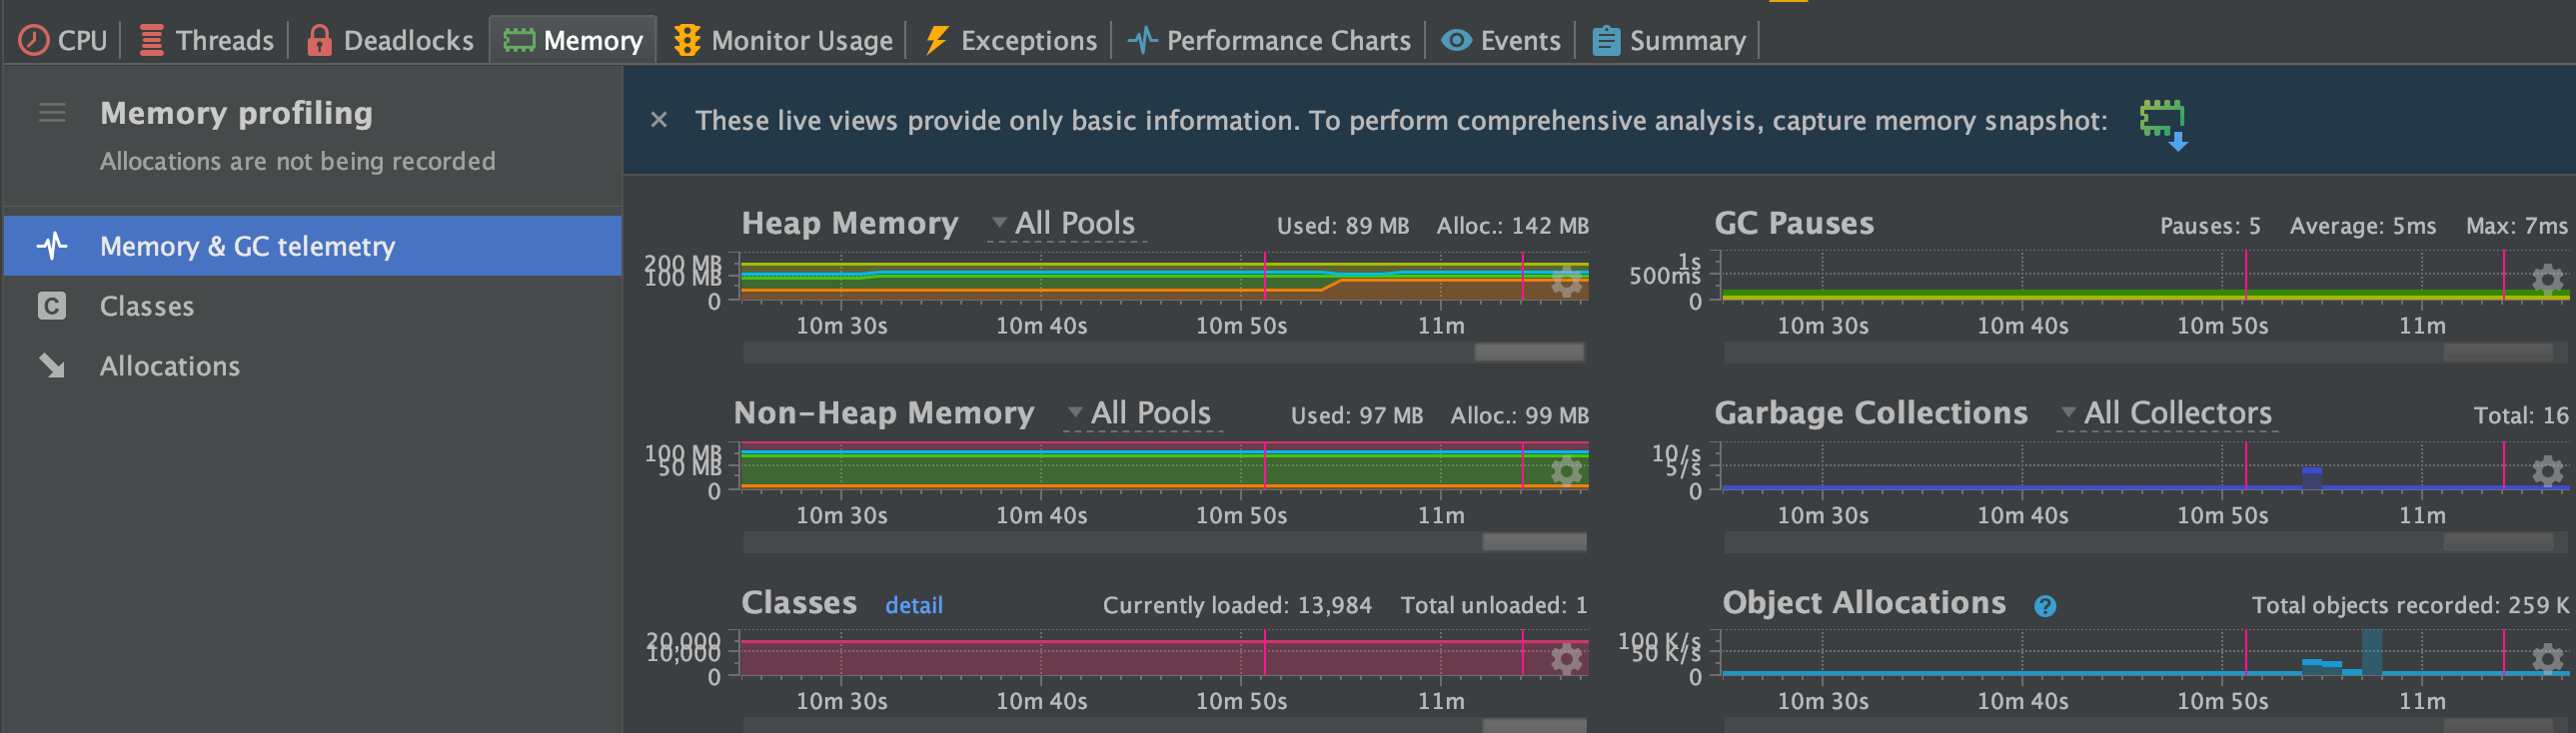 CPU Threads Deadlocks Memory Monitor Usage Exceptions Performance Charts Events Summary
Memory profiling
Allocations are not being recorded
Memory & GC telemetry
C Classes
Allocations
× These live views provide only basic information. To perform comprehensive analysis, capture memory snapshot:
Heap Memory All Pools Used: 89 MB Alloc.: 142 MB
200 MB
100 MB
0
10m 30s 10m 40s 10m 50s 11m
GC Pauses Pauses: 5 Average: 5ms Max: 7ms
1s
500ms
0
10m 30s 10m 40s 10m 50s 11m
Non-Heap Memory All Pools Used: 97 MB Alloc.: 99 MB
100 MB
50 MB
0
10m 30s 10m 40s 10m 50s 11m
Garbage Collections All Collectors Total: 16
10/s
5/s
0
10m 30s 10m 40s 10m 50s 11m
Classes detail Currently loaded: 13,984 Total unloaded: 1
20,000
10,000
0
10m 30s 10m 40s 10m 50s 11m
Object Allocations ? Total objects recorded: 259 K
100 K/s
50 K/s
0
10m 30s 10m 40s 10m 50s 11m